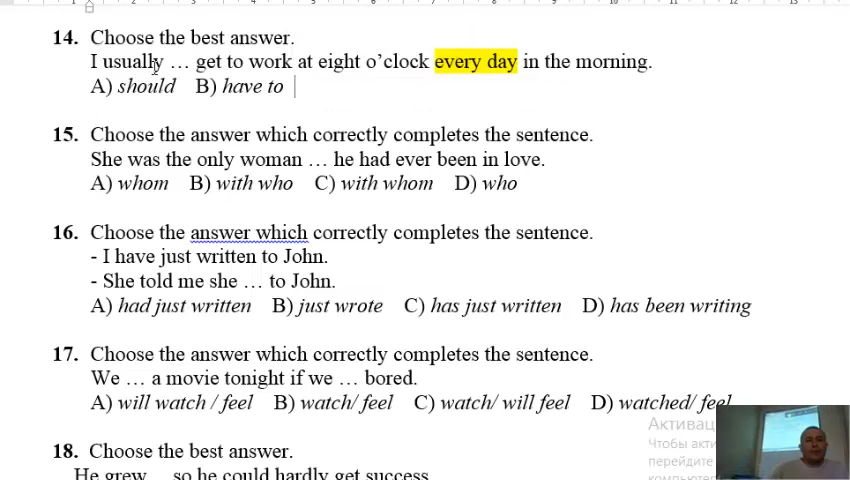 14. Choose the best answer.
I usually … get to work at eight o’clock every day in the morning.
A) should B) have to
15. Choose the answer which correctly completes the sentence.
She was the only woman … he had ever been in love.
A) whom B) with who C) with whom D) who
16. Choose the answer which correctly completes the sentence.
- I have just written to John.
- She told me she … to John.
A) had just written B) just wrote C) has just written D) has been writing
17. Choose the answer which correctly completes the sentence.
We … a movie tonight if we … bored.
A) will watch / feel B) watch/ feel C) watch/ will feel D) watched/ feel
Активац
Чтобы акти
перейдите
компьютер
18. Choose the best answer.
He grew so he could hardly get success